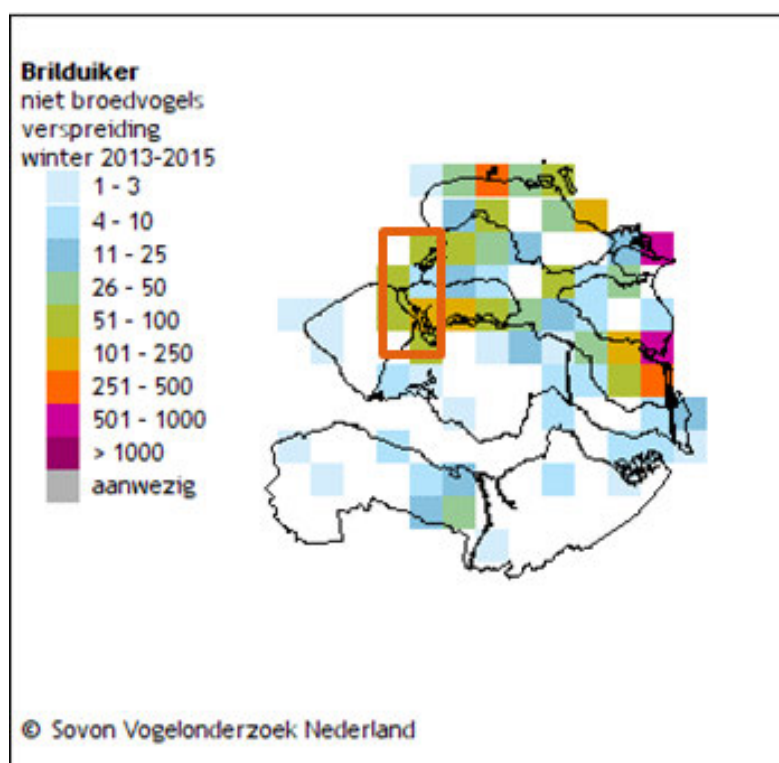 Brilduiker
niet broedvogels
verspreiding
winter 2013-2015
1 - 3
4 - 10
11 - 25
26 - 50
51 - 100
101 - 250
251 - 500
501 - 1000
> 1000
aanwezig
© Sovon Vogelonderzoek Nederland